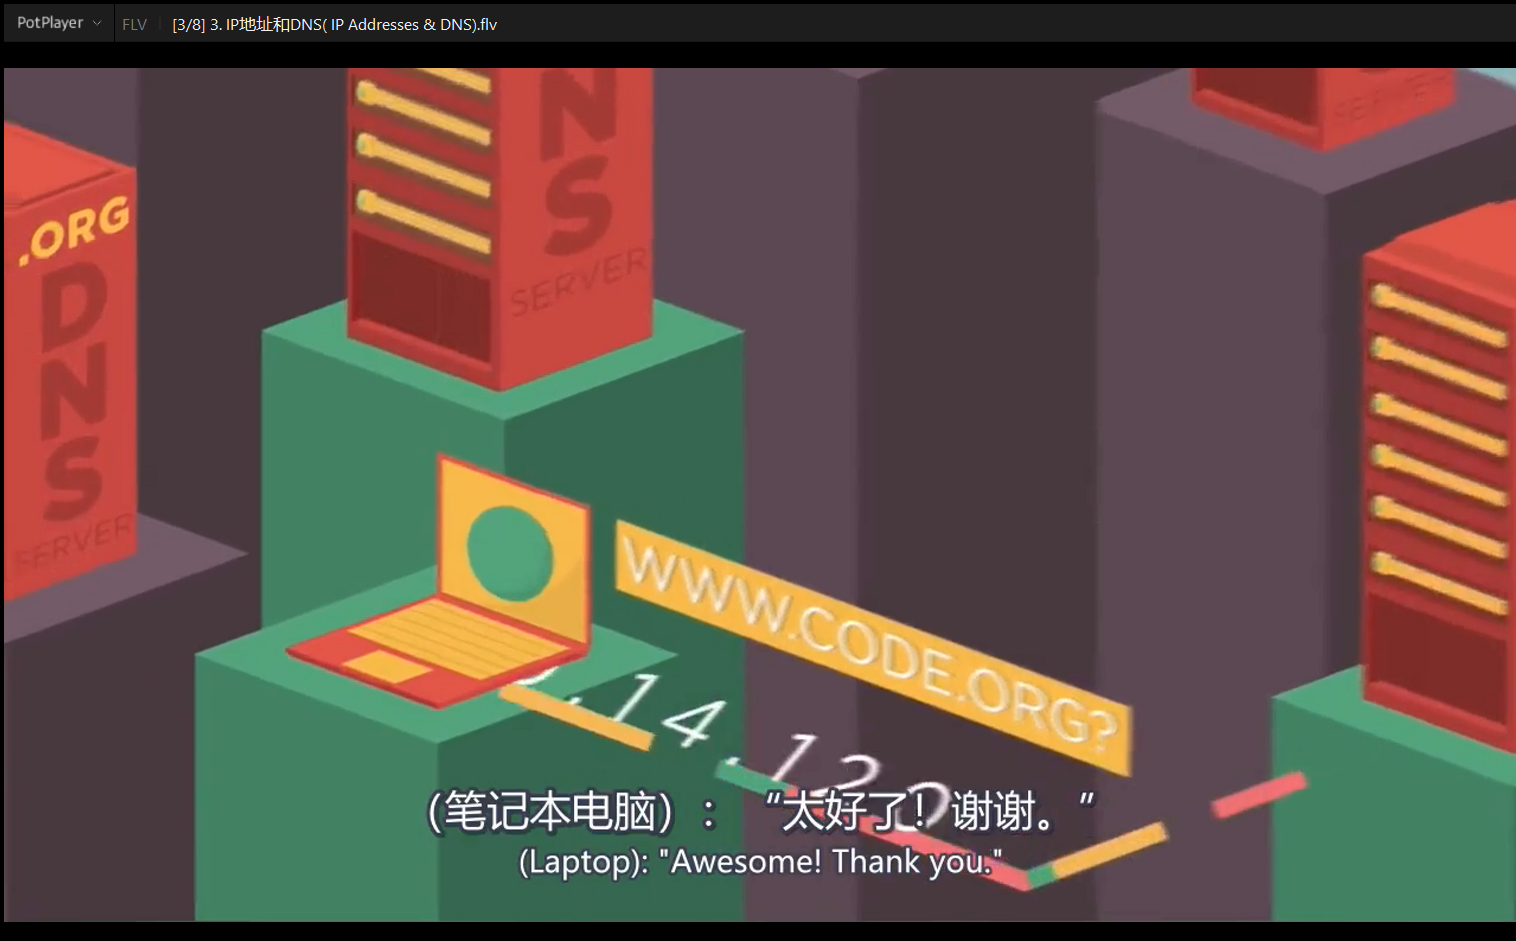 PotPlayer
FLV
[3/8] 3. IP地址和DNS( IP Addresses & DNS).flv
.ORG
DNS
SERVER
NS
SERVER
SERVER
WWW.CODE.ORG?
.14.120
(笔记本电脑)：“太好了！谢谢。”
(Laptop): "Awesome! Thank you."